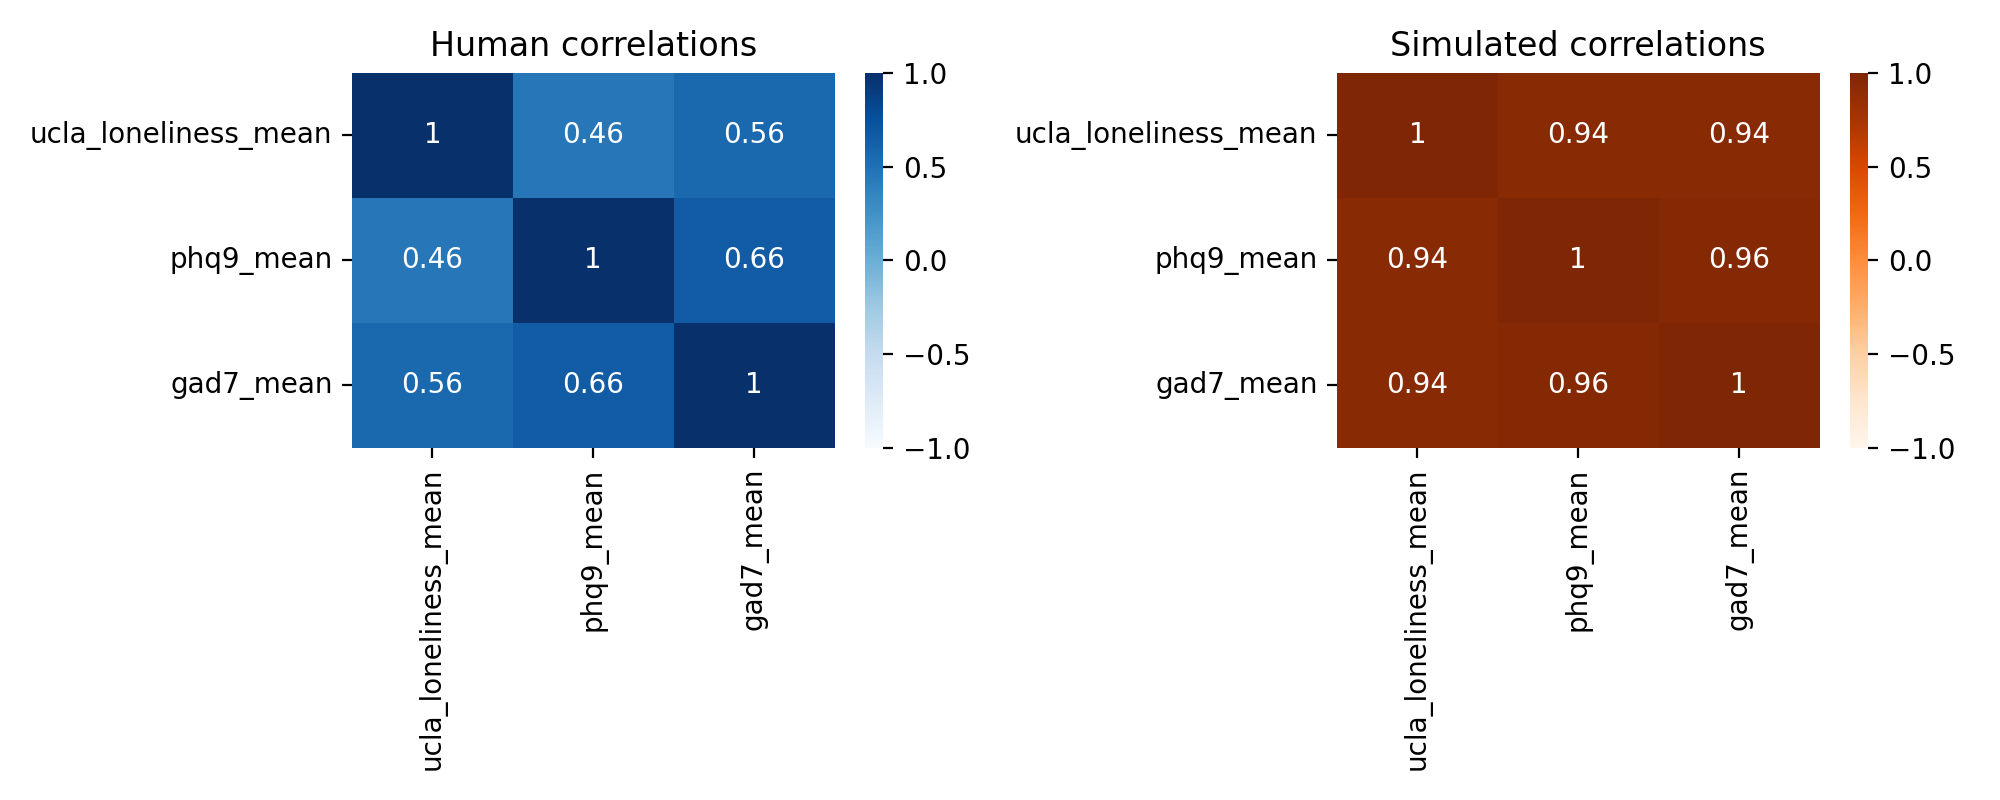 Human correlations
ucla_loneliness_mean
phq9_mean
gad7_mean
1 0.46 0.56
0.46 1 0.66
0.56 0.66 1
ucla_loneliness_mean
phq9_mean
gad7_mean
1.0
0.5
0.0
−0.5
−1.0
Simulated correlations
ucla_loneliness_mean
phq9_mean
gad7_mean
1 0.94 0.94
0.94 1 0.96
0.94 0.96 1
ucla_loneliness_mean
phq9_mean
gad7_mean
1.0
0.5
0.0
−0.5
−1.0